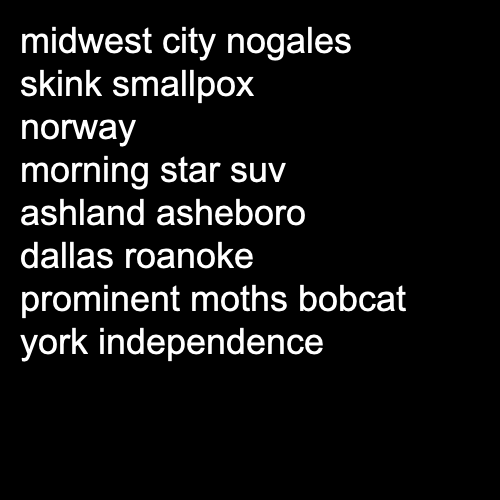 midwest city nogales
skink smallpox
norway
morning star suv
ashland asheboro
dallas roanoke
prominent moths bobcat
york independence